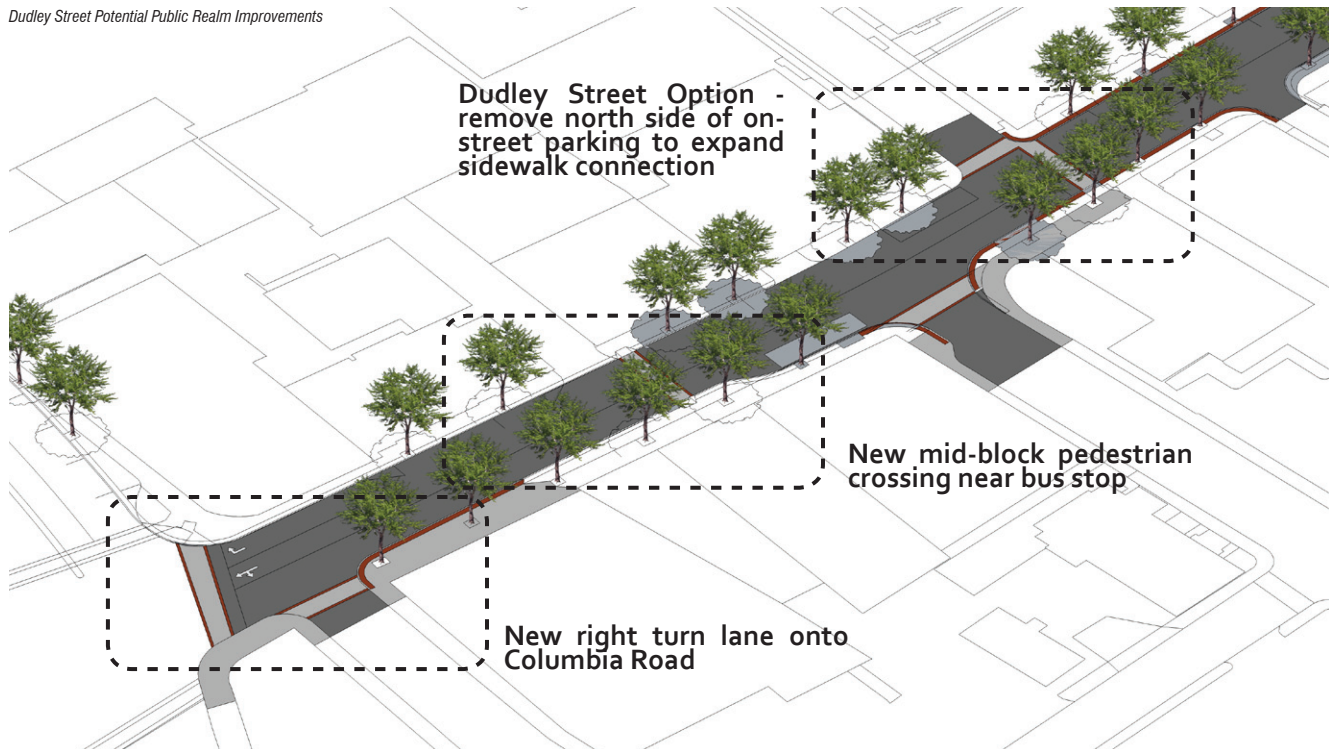 Dudley Street Potential Public Realm Improvements
Dudley Street Option -
remove north side of on-
street parking to expand
sidewalk connection
New mid-block pedestrian
crossing near bus stop
New right turn lane onto
Columbia Road